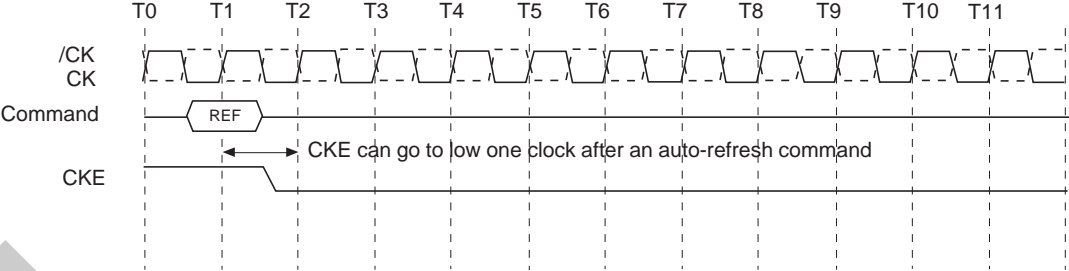 T0 T1 T2 T3 T4 T5 T6 T7 T8 T9 T10 T11
/CK
CK
Command
REF
CKE can go to low one clock after an auto-refresh command
CKE